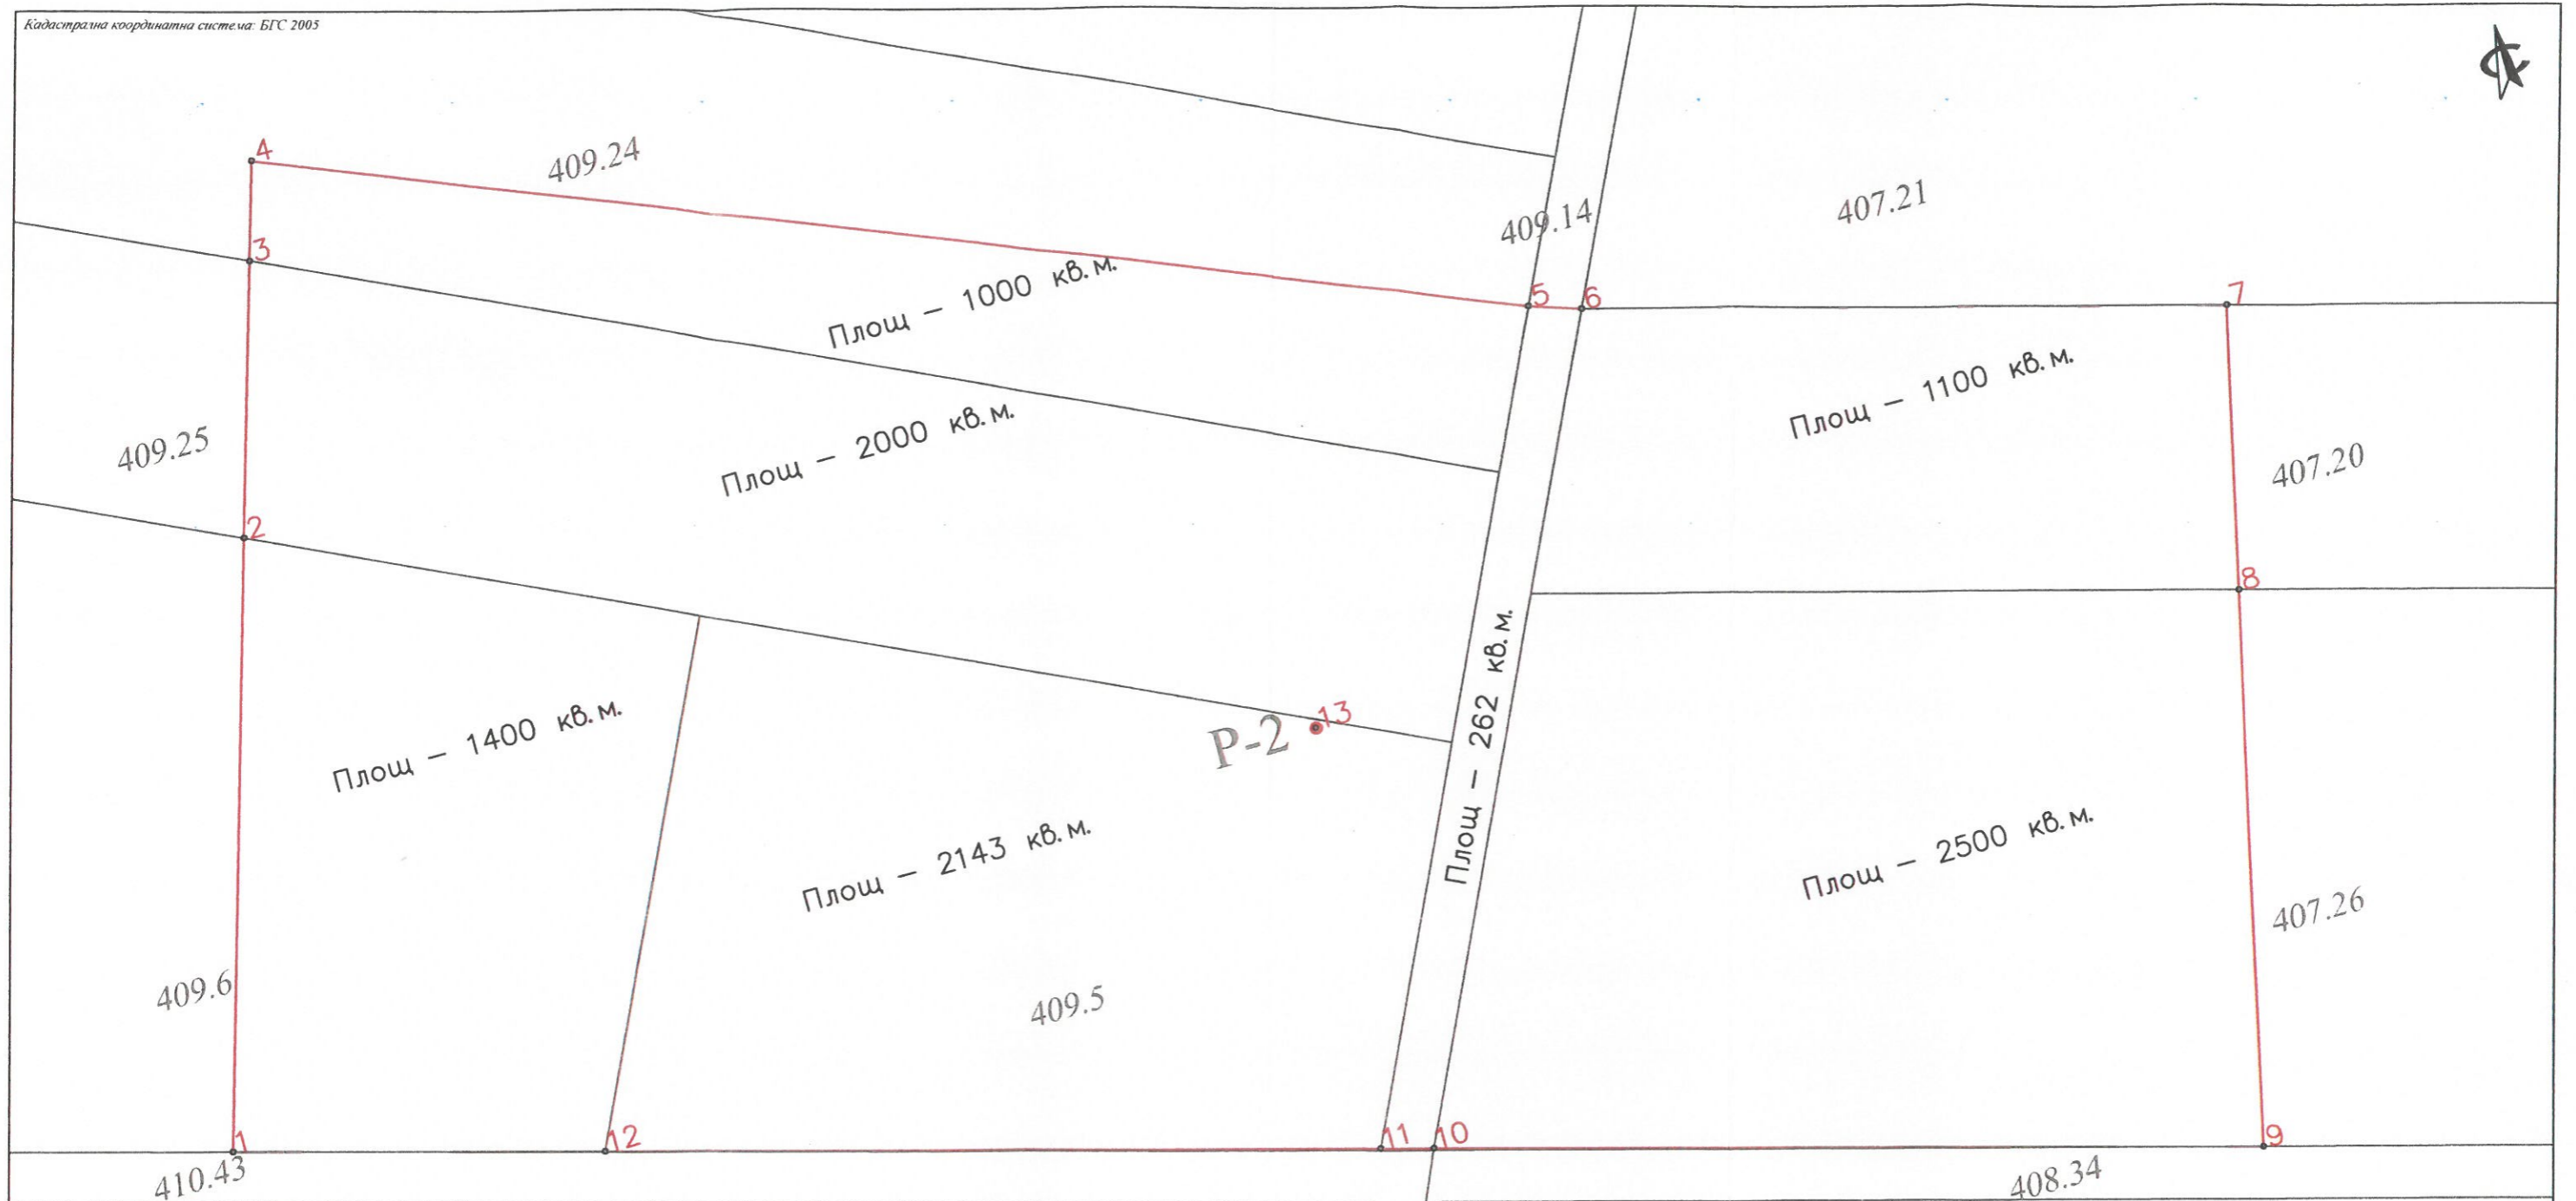 Кадастрална координатна система: БГС 2005
4
409.24
3
409.14
407.21
Площ - 1000 кв.м.
5
6
7
Площ - 1100 кв.м.
409.25
Площ - 2000 кв.м.
407.20
2
8
Площ - 1400 кв.м.
Р-2
13
Площ - 262 кв.м.
Площ - 2143 кв.м.
Площ - 2500 кв.м.
407.26
409.6
409.5
1
12
11
10
9
410.43
408.34